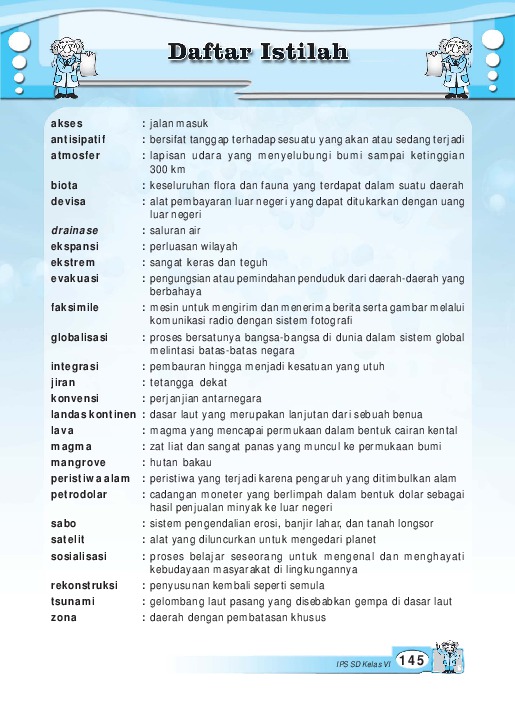 Daftar Istilah
akses : jalan masuk
antisipatif : bersifat tanggap terhadap sesuatu yang akan atau sedang terjadi
atmosfer : lapisan udara yang menyelubungi bumi sampai ketinggian
300 km
biota : keseluruhan flora dan fauna yang terdapat dalam suatu daerah
devisa : alat pembayaran luar negeri yang dapat ditukarkan dengan uang
luar negeri
drainase : saluran air
ekspansi : perluasan wilayah
ekstrem : sangat keras dan teguh
evakuasi : pengungsian atau pemindahan penduduk dari daerah-daerah yang
berbahaya
faksimile : mesin untuk mengirim dan menerima berita serta gambar melalui
komunikasi radio dengan sistem fotografi
globalisasi : proses bersatunya bangsa-bangsa di dunia dalam sistem global
melintasi batas-batas negara
integrasi : pembauran hingga menjadi kesatuan yang utuh
jiran : tetangga dekat
konvensi : perjanjian antarnegara
landas kontinen : dasar laut yang merupakan lanjutan dari sebuah benua
lava : magma yang mencapai permukaan dalam bentuk cairan kental
magma : zat liat dan sangat panas yang muncul ke permukaan bumi
mangrove : hutan bakau
peristiwa alam : peristiwa yang terjadi karena pengaruh yang ditimbulkan alam
petrodolar : cadangan moneter yang berlimpah dalam bentuk dolar sebagai
hasil penjualan minyak ke luar negeri
sabo : sistem pengendalian erosi, banjir lahar, dan tanah longsor
satelit : alat yang diluncurkan untuk mengedari planet
sosialisasi : proses belajar seseorang untuk mengenal dan menghayati
kebudayaan masyarakat di lingkungannya
rekonstruksi : penyusunan kembali seperti semula
tsunami : gelombang laut pasang yang disebabkan gempa di dasar laut
zona : daerah dengan pembatasan khusus
IPS SD Kelas VI 145